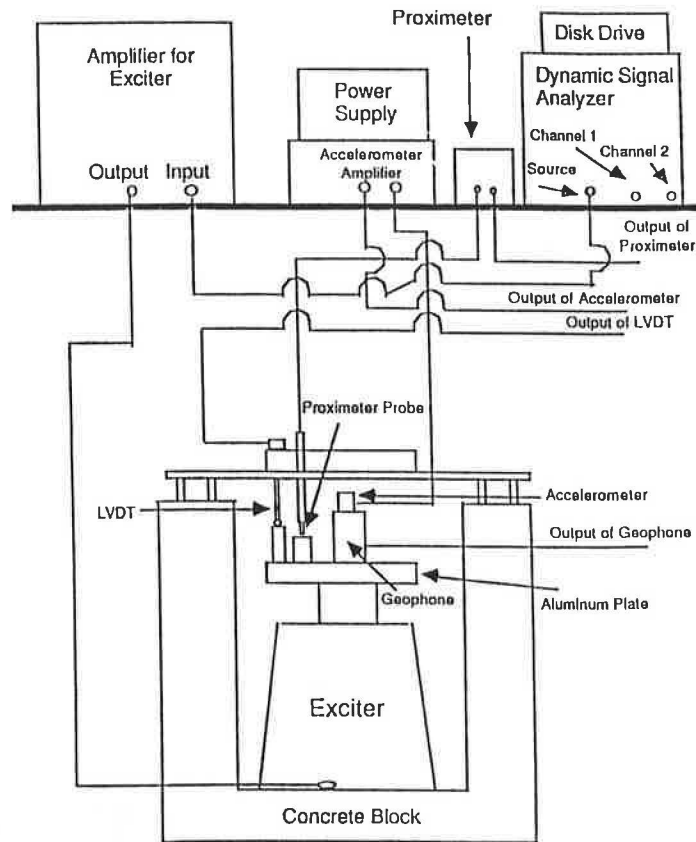 Proximeter
Disk Drive
Amplifier for
Exciter
Power
Supply
Dynamic Signal
Analyzer
Channel 1
Channel 2
Source
Accelerometer
Amplifier
Output
Input
Output of
Proximeter
Output of Accelerometer
Output of LVDT
Proximeter Probe
LVDT
Accelerometer
Output of Geophone
Geophone
Aluminum Plate
Exciter
Concrete Block